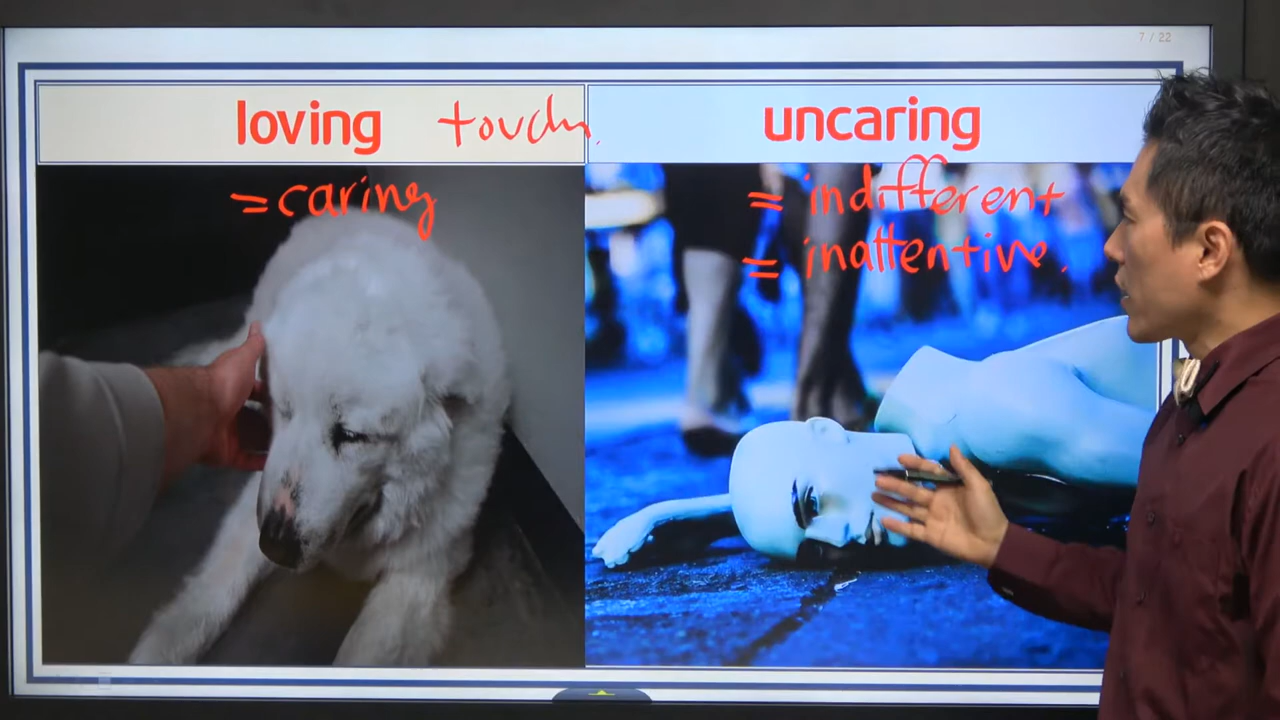 7 / 22
loving touch.
= caring
uncaring
= indifferent
= inattentive.